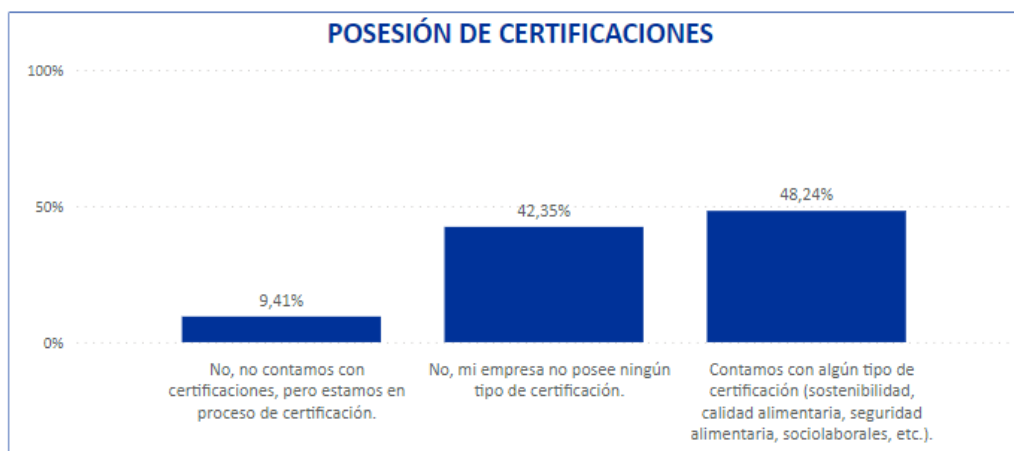 POSESIÓN DE CERTIFICACIONES
100%
50%
0%
9,41%
42,35%
48,24%
No, no contamos con
certificaciones, pero estamos en
proceso de certificación.
No, mi empresa no posee ningún
tipo de certificación.
Contamos con algún tipo de
certificación (sostenibilidad,
calidad alimentaria, seguridad
alimentaria, sociolaborales, etc.).